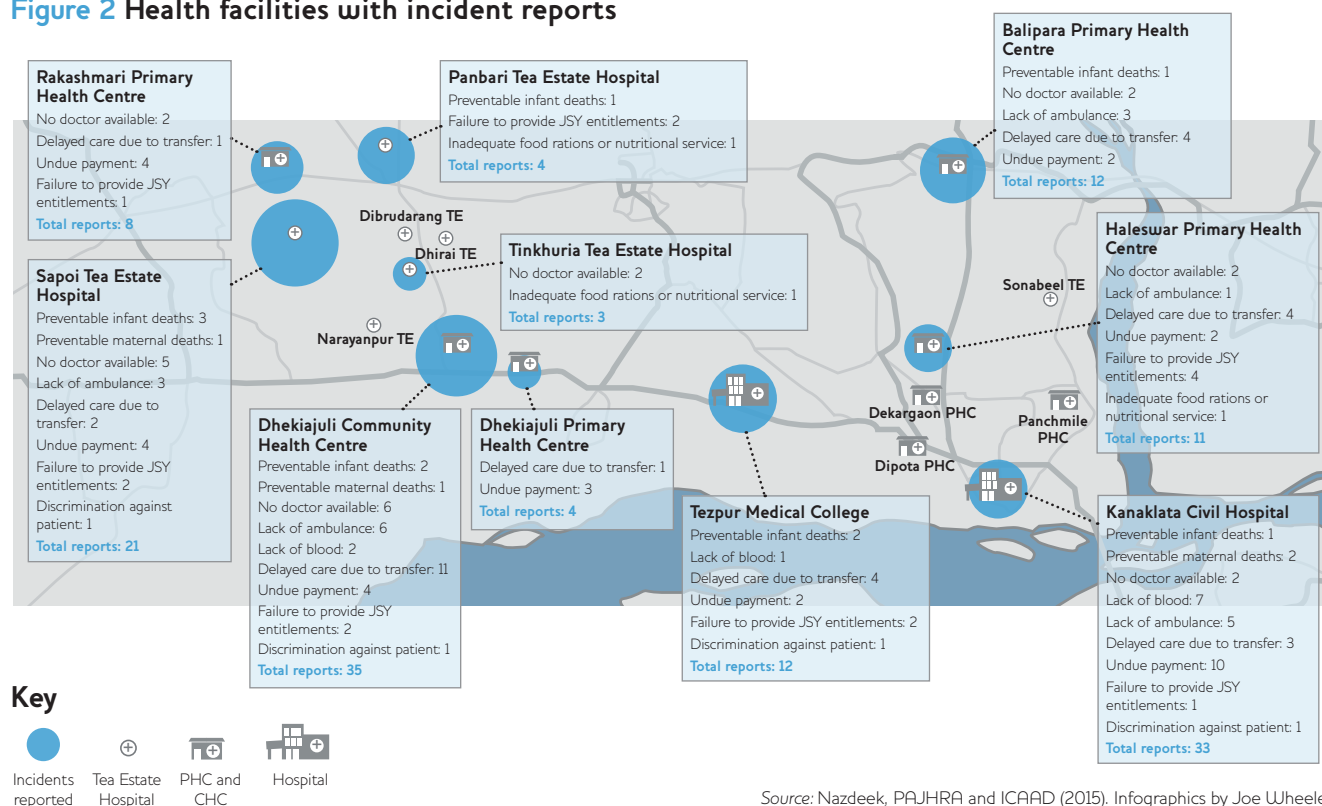 Figure 2 Health facilities with incident reports
Rakashmari Primary
Health Centre
No doctor available: 2
Delayed care due to transfer: 1
Undue payment: 4
Failure to provide JSY
entitlements: 1
Total reports: 8
Panbari Tea Estate Hospital
Preventable infant deaths: 1
Failure to provide JSY entitlements: 2
Inadequate food rations or nutritional service: 1
Total reports: 4
Balipara Primary Health
Centre
Preventable infant deaths: 1
No doctor available: 2
Lack of ambulance: 3
Delayed care due to transfer: 4
Undue payment: 2
Total reports: 12
Dibrudarang TE
Dhirai TE
Tinkhuria Tea Estate Hospital
No doctor available: 2
Inadequate food rations or nutritional service: 1
Total reports: 3
Sapoi Tea Estate
Hospital
Preventable infant deaths: 3
Preventable maternal deaths: 1
No doctor available: 5
Lack of ambulance: 3
Delayed care due to
transfer: 2
Undue payment: 4
Failure to provide JSY
entitlements: 2
Discrimination against
patient: 1
Total reports: 21
Narayanpur TE
Sonabeel TE
Haleswar Primary Health
Centre
No doctor available: 2
Lack of ambulance: 1
Delayed care due to transfer: 4
Undue payment: 2
Failure to provide JSY
entitlements: 4
Inadequate food rations or
nutritional service: 1
Total reports: 11
Dekargaon PHC
Panchmile
PHC
Dipota PHC
Dhekiajuli Community
Health Centre
Preventable infant deaths: 2
Preventable maternal deaths: 1
No doctor available: 6
Lack of ambulance: 6
Lack of blood: 2
Delayed care due to transfer: 11
Undue payment: 4
Failure to provide JSY
entitlements: 2
Discrimination against patient: 1
Total reports: 35
Dhekiajuli Primary
Health Centre
Delayed care due to transfer: 1
Undue payment: 3
Total reports: 4
Tezpur Medical College
Preventable infant deaths: 2
Lack of blood: 1
Delayed care due to transfer: 4
Undue payment: 2
Failure to provide JSY entitlements: 2
Discrimination against patient: 1
Total reports: 12
Kanaklata Civil Hospital
Preventable infant deaths: 1
Preventable maternal deaths: 2
No doctor available: 2
Lack of blood: 7
Lack of ambulance: 5
Delayed care due to transfer: 3
Undue payment: 10
Failure to provide JSY
entitlements: 1
Discrimination against patient: 1
Total reports: 33
Key
Incidents
reported
Tea Estate
Hospital
PHC and
CHC
Hospital
Source: Nazdeek, PAJHRA and ICAAD (2015). Infographics by Joe Wheele